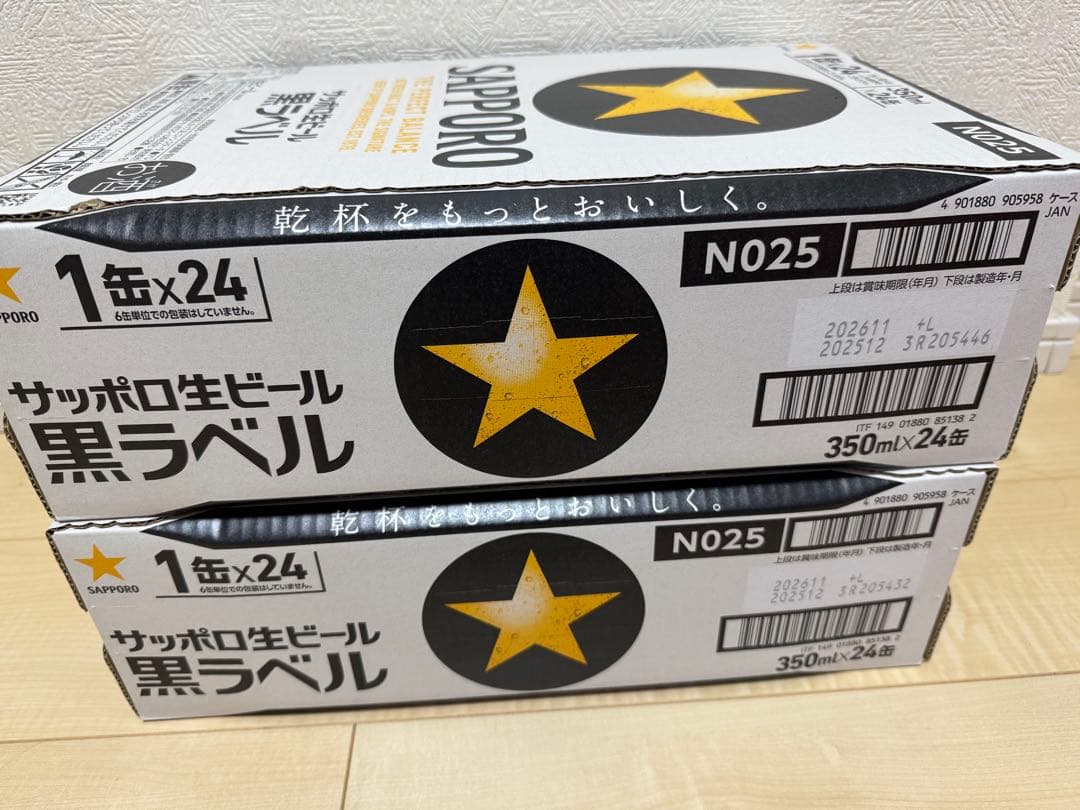 サッポロ生ビール
黒ラベル
SAPPORO
THE PERFECT BALANCE
お酒
N025
乾杯をもっとおいしく。
4 901880 905958 ケース
JAN
N025
上段は賞味期限(年月) 下段は製造年・月
1缶×24
6缶単位での包装はしていません。
202611 +L
202512 3R205446
サッポロ生ビール
黒ラベル
ITF 149 01880 85138 2
350ml×24缶
乾杯をもっとおいしく。
4 901880 905958 ケース
JAN
N025
上段は賞味期限(年月) 下段は製造年・月
SAPPORO
1缶×24
6缶単位での包装はしていません。
202611 +L
202512 3R205432
サッポロ生ビール
黒ラベル
ITF 149 01880 85138 2
350ml×24缶